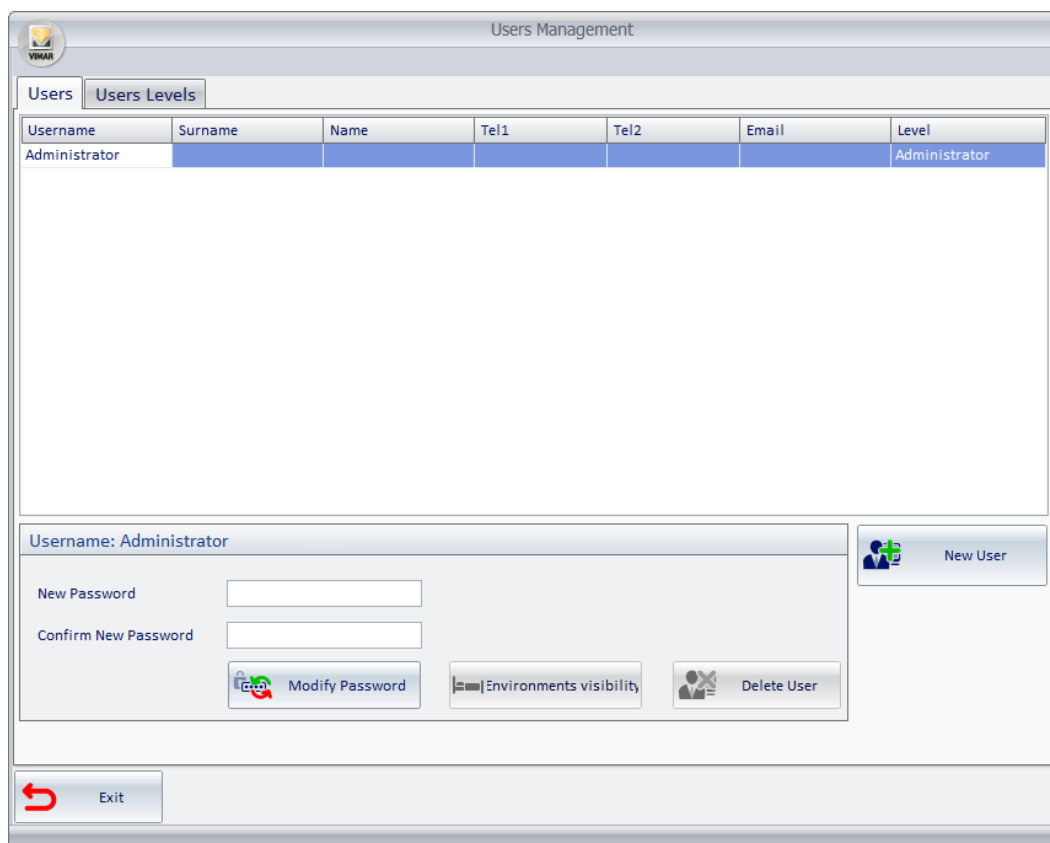 Users Management
VIMAR
Users Users Levels
Username Surname Name Tel1 Tel2 Email Level
Administrator Administrator
Username: Administrator
New User
New Password
Confirm New Password
Modify Password Environments visibility Delete User
Exit